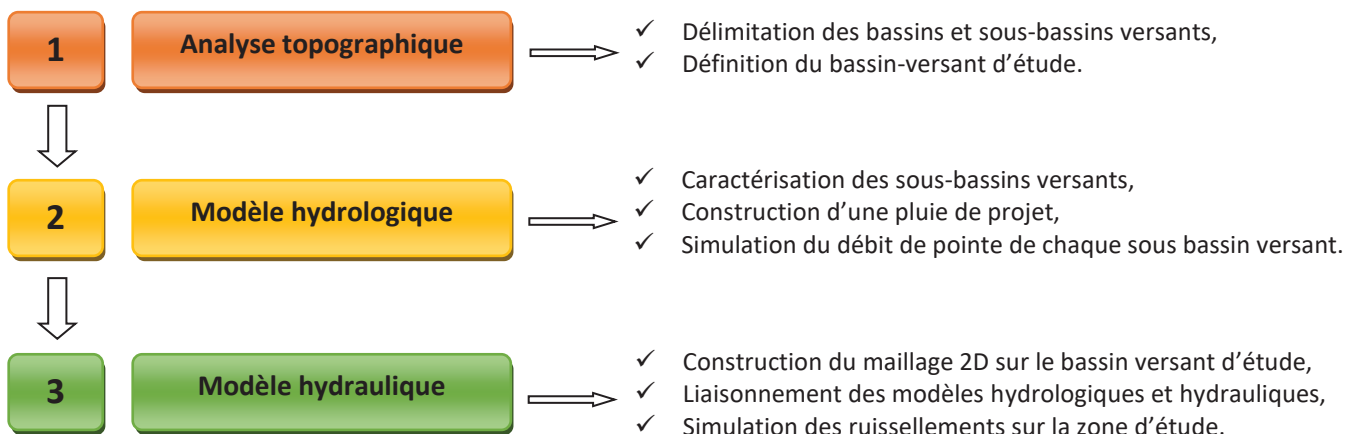 1
Analyse topographique
✓ Délimitation des bassins et sous-bassins versants,
✓ Définition du bassin-versant d’étude.
2
Modèle hydrologique
✓ Caractérisation des sous-bassins versants,
✓ Construction d’une pluie de projet,
✓ Simulation du débit de pointe de chaque sous bassin versant.
3
Modèle hydraulique
✓ Construction du maillage 2D sur le bassin versant d’étude,
✓ Liaisonnement des modèles hydrologiques et hydrauliques,
✓ Simulation des ruissellements sur la zone d’étude.